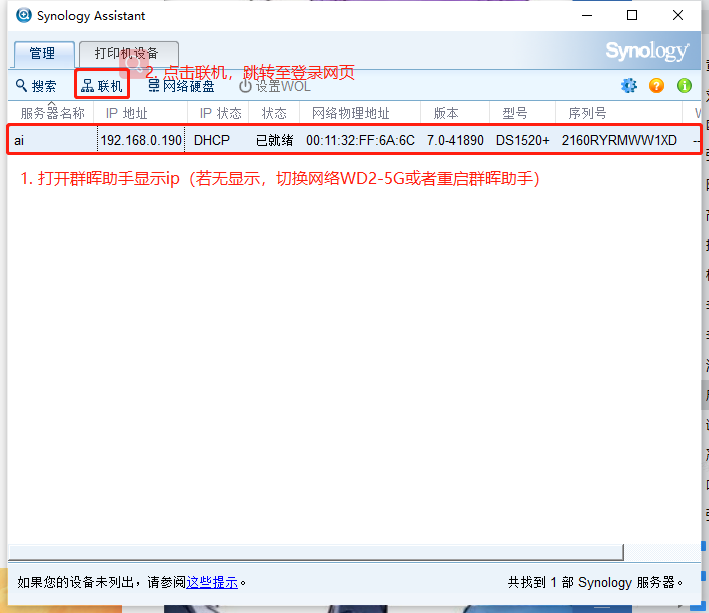 Synology Assistant
管理 打印机设备 Synology
2. 点击联机，跳转至登录网页
搜索 联机 网络硬盘 设置WOL
服务器名称 IP 地址 IP 状态 状态 网络物理地址 版本 型号 序列号
ai 192.168.0.190 DHCP 已就绪 00:11:32:FF:6A:6C 7.0-41890 DS1520+ 2160RYRMWW1XD --
1. 打开群晖助手显示ip（若无显示，切换网络WD2-5G或者重启群晖助手）
如果您的设备未列出，请参阅这些提示。 共找到 1 部 Synology 服务器。